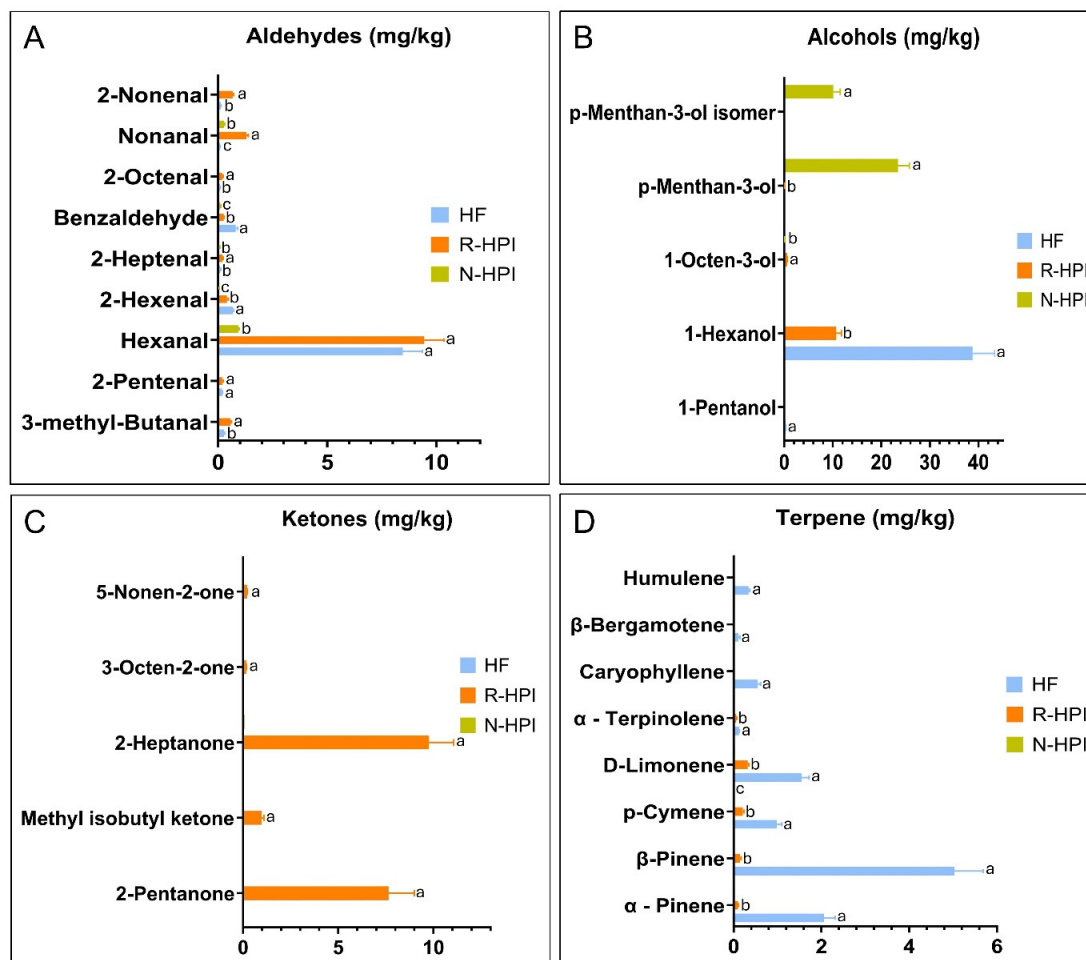 A
Aldehydes (mg/kg)
2-Nonenal
a
b
Nonanal
b
a
c
2-Octenal
a
b
Benzaldehyde
c
b
a
2-Heptenal
b
a
b
2-Hexenal
c
b
a
Hexanal
b
a
a
2-Pentenal
a
a
3-methyl-Butanal
a
b
HF
R-HPI
N-HPI
0 5 10
B
Alcohols (mg/kg)
p-Menthan-3-ol isomer
a
p-Menthan-3-ol
a
b
1-Octen-3-ol
b
a
1-Hexanol
b
a
1-Pentanol
a
HF
R-HPI
N-HPI
0 10 20 30 40
C
Ketones (mg/kg)
5-Nonen-2-one
a
3-Octen-2-one
a
2-Heptanone
a
Methyl isobutyl ketone
a
2-Pentanone
a
HF
R-HPI
N-HPI
0 5 10
D
Terpene (mg/kg)
Humulene
a
β-Bergamotene
a
Caryophyllene
a
α - Terpinolene
b
a
D-Limonene
b
a
c
p-Cymene
b
a
β-Pinene
b
a
α - Pinene
b
a
HF
R-HPI
N-HPI
0 2 4 6